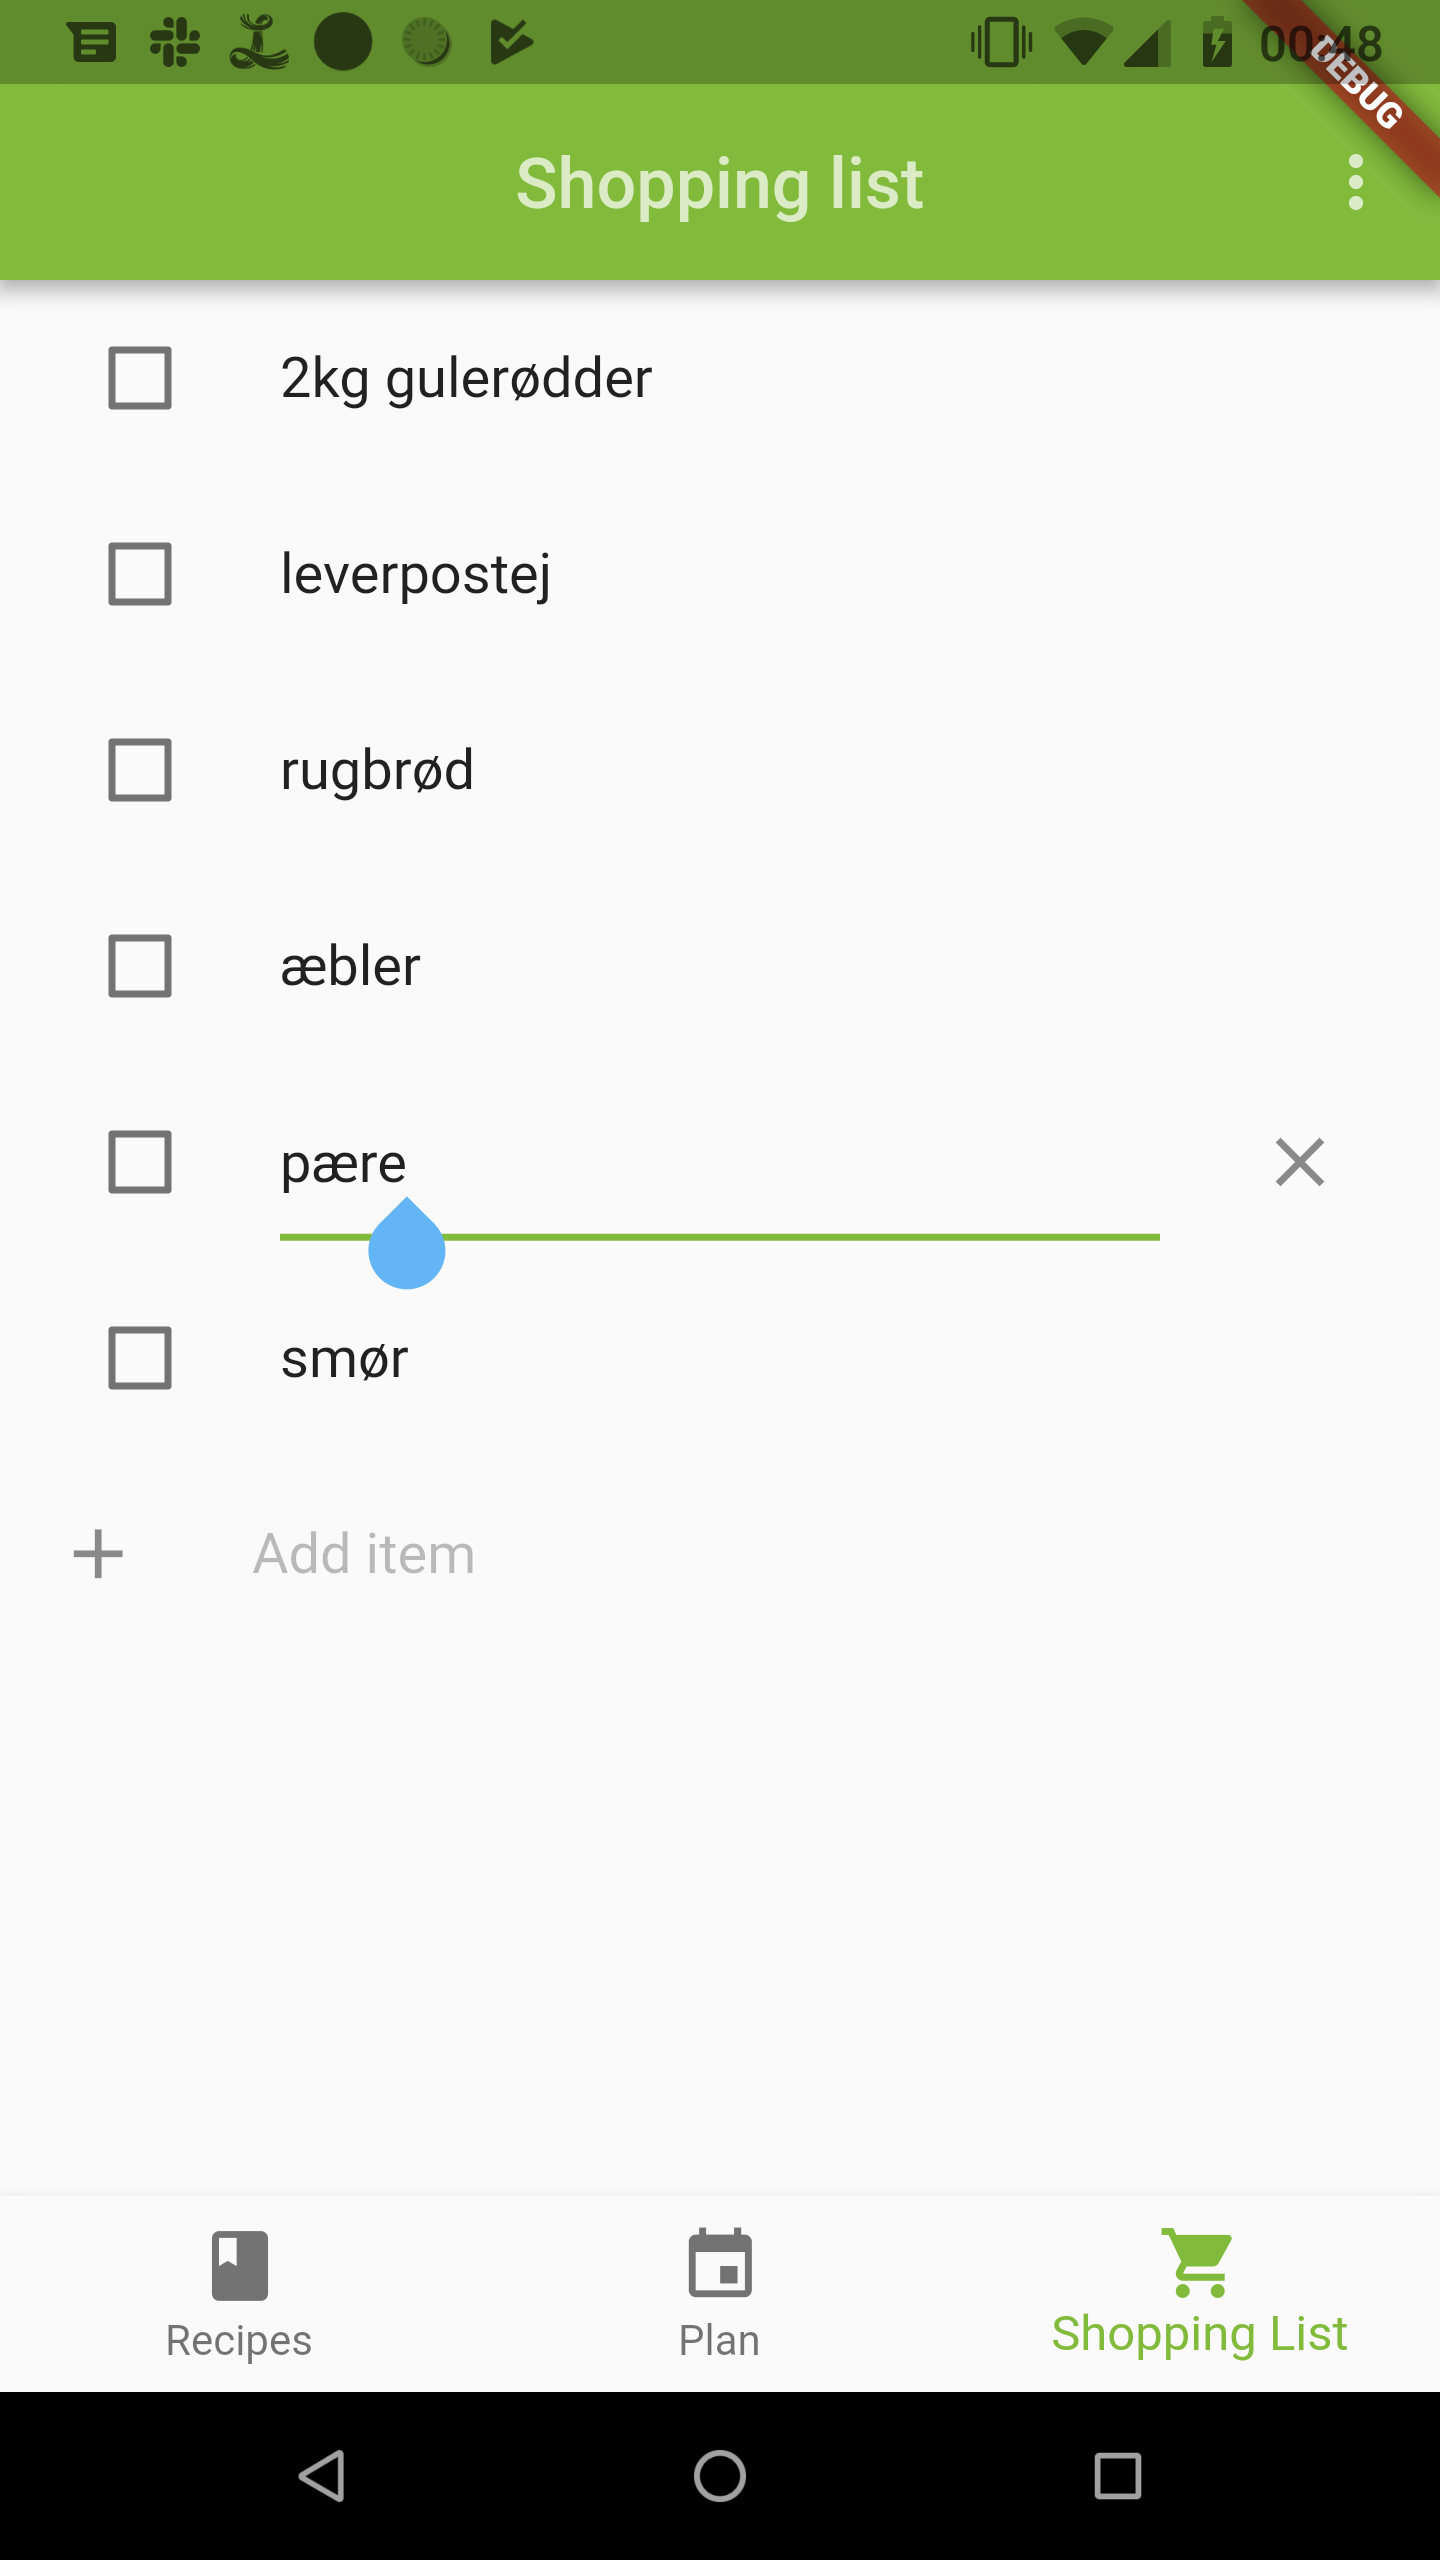 00:48
DEBUG
Shopping list
2kg gulerødder
leverpostej
rugbrød
æbler
pære
smør
Add item
Recipes
Plan
Shopping List